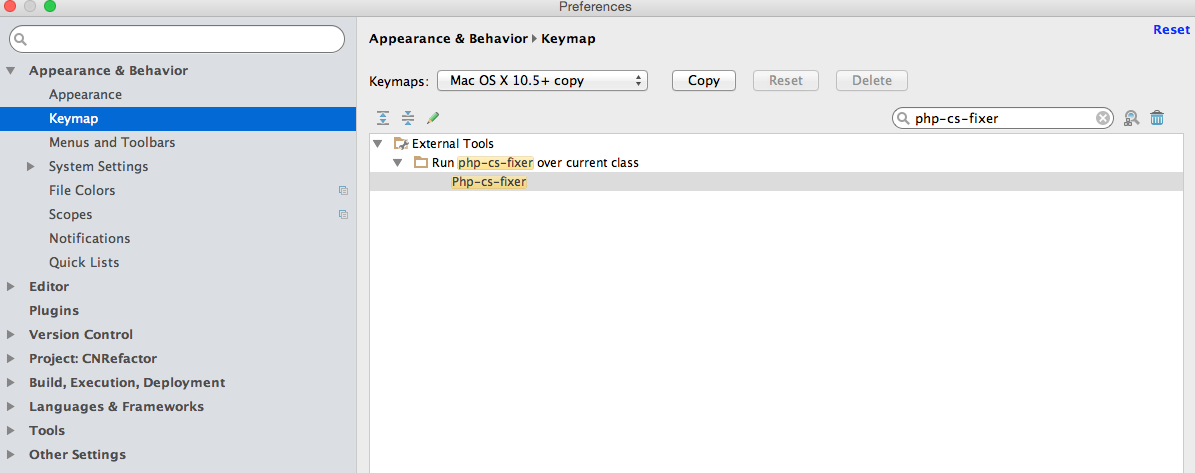 Preferences
Appearance & Behavior
Appearance
Keymap
Menus and Toolbars
System Settings
File Colors
Scopes
Notifications
Quick Lists
Editor
Plugins
Version Control
Project: CNRefactor
Build, Execution, Deployment
Languages & Frameworks
Tools
Other Settings
Appearance & Behavior › Keymap
Reset
Keymaps: Mac OS X 10.5+ copy Copy Reset Delete
php-cs-fixer
External Tools
Run php-cs-fixer over current class
Php-cs-fixer